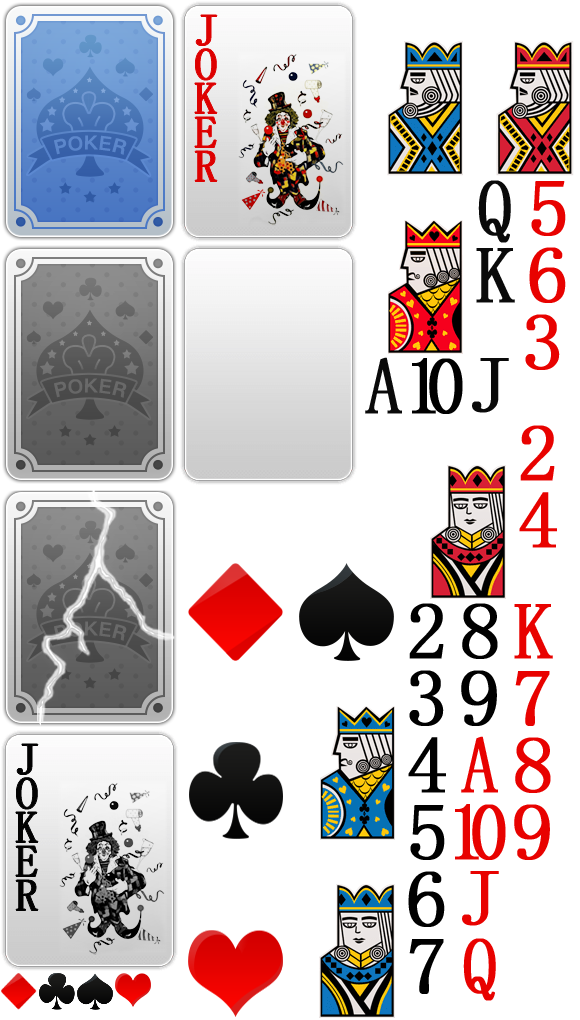 POKER
JOKER
Q 5
K 6
3
POKER
A 10 J
2
4
POKER
2 8 K
3 9 7
JOKER
4 A 8
5 10 9
6 J
7 Q